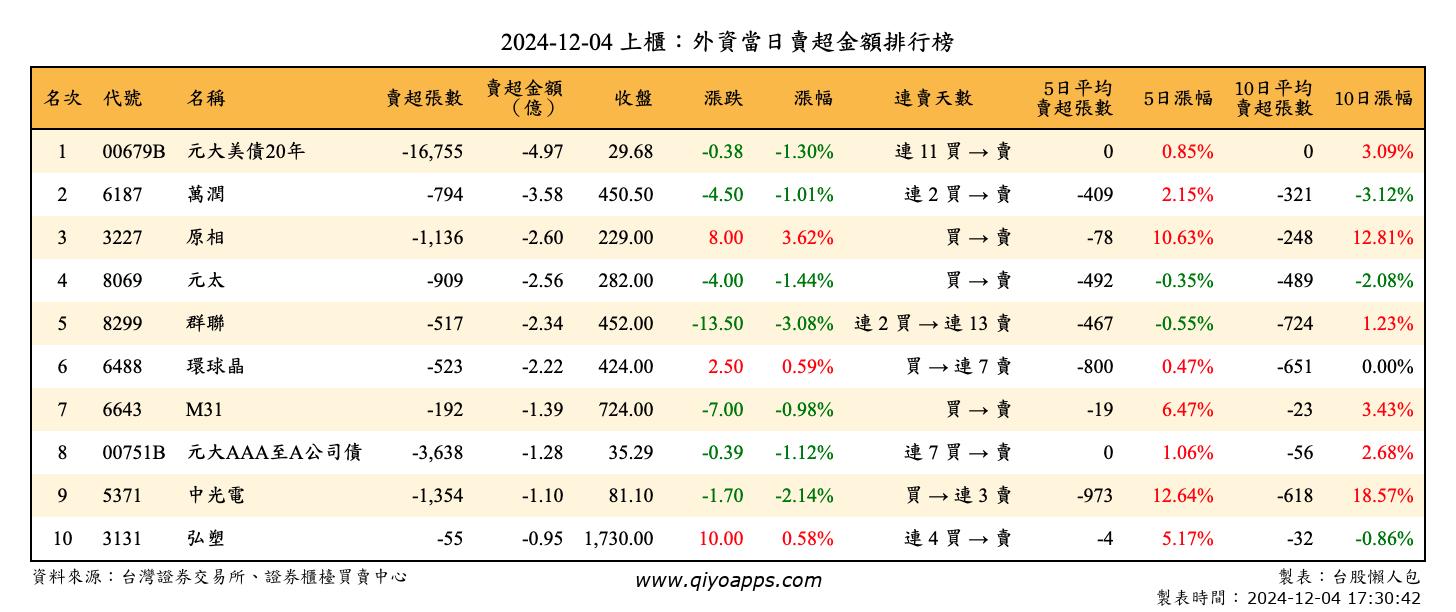 2024-12-04 上櫃：外資當日賣超金額排行榜
名次 代號 名稱 賣超張數 賣超金額（億） 收盤 漲跌 漲幅 連賣天數 5日平均賣超張數 5日漲幅 10日平均賣超張數 10日漲幅
1 00679B 元大美債20年 -16,755 -4.97 29.68 -0.38 -1.30% 連 11 買 → 賣 0 0.85% 0 3.09%
2 6187 萬潤 -794 -3.58 450.50 -4.50 -1.01% 連 2 買 → 賣 -409 2.15% -321 -3.12%
3 3227 原相 -1,136 -2.60 229.00 8.00 3.62% 買 → 賣 -78 10.63% -248 12.81%
4 8069 元太 -909 -2.56 282.00 -4.00 -1.44% 買 → 賣 -492 -0.35% -489 -2.08%
5 8299 群聯 -517 -2.34 452.00 -13.50 -3.08% 連 2 買 → 連 13 賣 -467 -0.55% -724 1.23%
6 6488 環球晶 -523 -2.22 424.00 2.50 0.59% 買 → 連 7 賣 -800 0.47% -651 0.00%
7 6643 M31 -192 -1.39 724.00 -7.00 -0.98% 買 → 賣 -19 6.47% -23 3.43%
8 00751B 元大AAA至A公司債 -3,638 -1.28 35.29 -0.39 -1.12% 連 7 買 → 賣 0 1.06% -56 2.68%
9 5371 中光電 -1,354 -1.10 81.10 -1.70 -2.14% 買 → 連 3 賣 -973 12.64% -618 18.57%
10 3131 弘塑 -55 -0.95 1,730.00 10.00 0.58% 連 4 買 → 賣 -4 5.17% -32 -0.86%
資料來源：台灣證券交易所、證券櫃檯買賣中心 www.qiyoapps.com 製表：台股懶人包
製表時間：2024-12-04 17:30:42